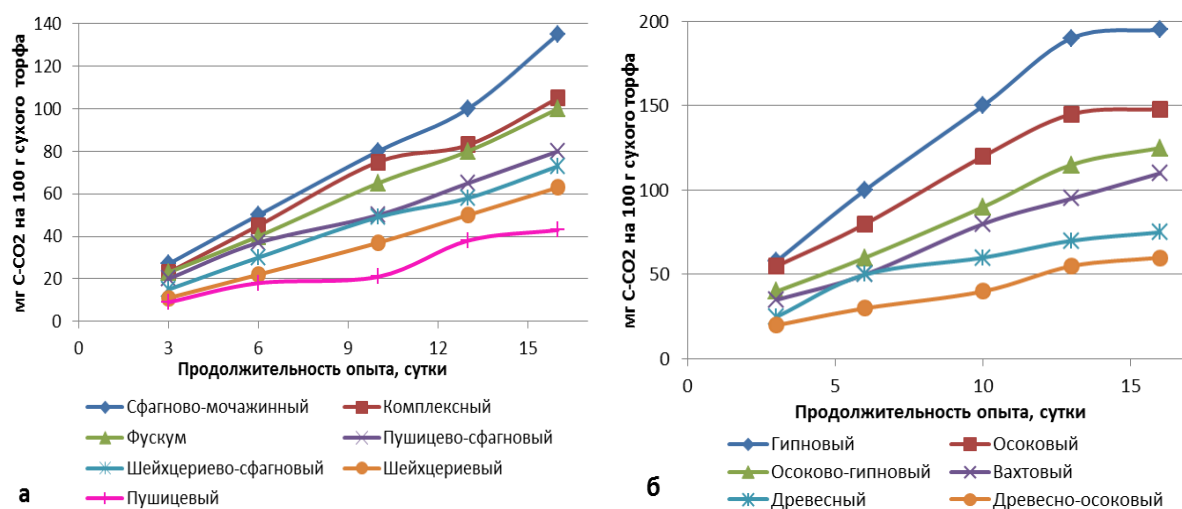 мг С-СО2 на 100 г сухого торфа
140
120
100
80
60
40
20
0
0
3
6
9
12
15
Продолжительность опыта, сутки
Сфагново-мочажинный
Комплексный
Фускум
Пушицево-сфагновый
Шейхцериево-сфагновый
Шейхцериевый
Пушицевый
а
мг С-СО2 на 100 г сухого торфа
200
150
100
50
0
0
5
10
15
Продолжительность опыта, сутки
Гипновый
Осоковый
Осоково-гипновый
Вахтовый
Древесный
Древесно-осоковый
б